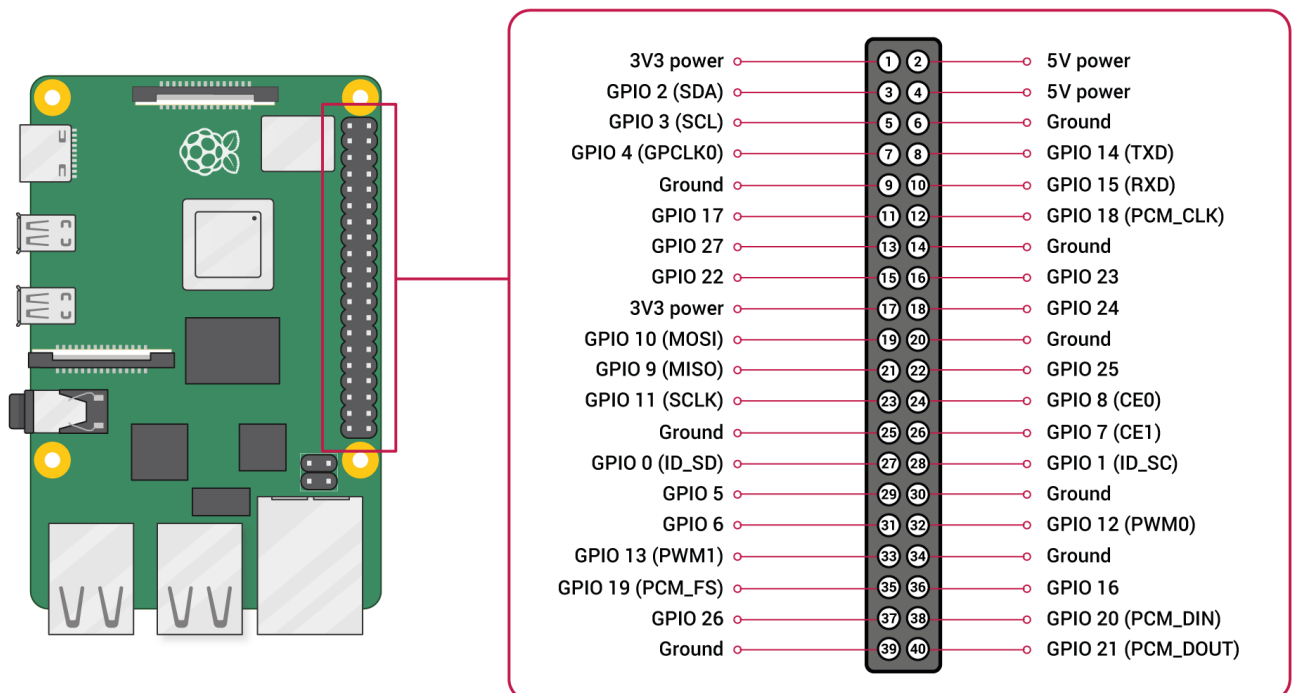 3V3 power 1 2 5V power
GPIO 2 (SDA) 3 4 5V power
GPIO 3 (SCL) 5 6 Ground
GPIO 4 (GPCLK0) 7 8 GPIO 14 (TXD)
Ground 9 10 GPIO 15 (RXD)
GPIO 17 11 12 GPIO 18 (PCM_CLK)
GPIO 27 13 14 Ground
GPIO 22 15 16 GPIO 23
3V3 power 17 18 GPIO 24
GPIO 10 (MOSI) 19 20 Ground
GPIO 9 (MISO) 21 22 GPIO 25
GPIO 11 (SCLK) 23 24 GPIO 8 (CE0)
Ground 25 26 GPIO 7 (CE1)
GPIO 0 (ID_SD) 27 28 GPIO 1 (ID_SC)
GPIO 5 29 30 Ground
GPIO 6 31 32 GPIO 12 (PWM0)
GPIO 13 (PWM1) 33 34 Ground
GPIO 19 (PCM_FS) 35 36 GPIO 16
GPIO 26 37 38 GPIO 20 (PCM_DIN)
Ground 39 40 GPIO 21 (PCM_DOUT)